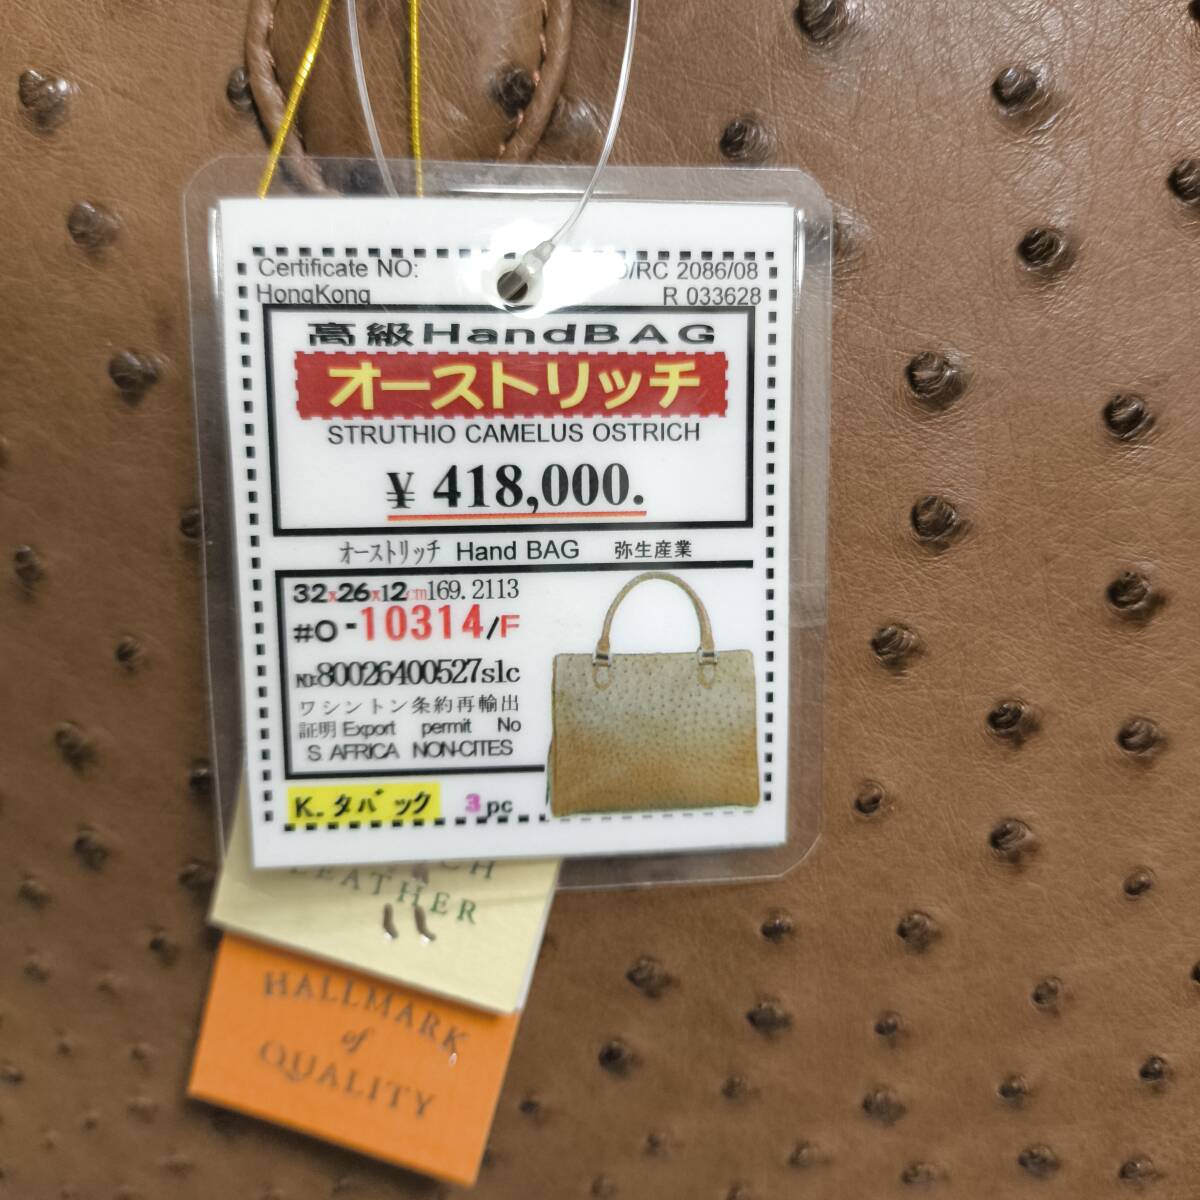 Certificate NO:
/RC 2086/08
HongKong
R 033628
高級HandBAG
オーストリッチ
STRUTHIO CAMELUS OSTRICH
¥ 418,000.
オーストリッチ Hand BAG 弥生産業
32x26x12cm169.2113
#O-10314/F
NO:80026400527slc
ワシントン条約再輸出
証明 Export permit No
S. AFRICA NON-CITES
K.タバック 3pc
LEATHER
HALLMARK
of
QUALITY